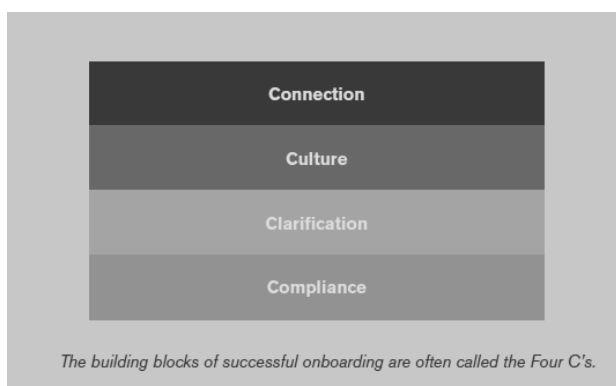 Connection
Culture
Clarification
Compliance
The building blocks of successful onboarding are often called the Four C's.